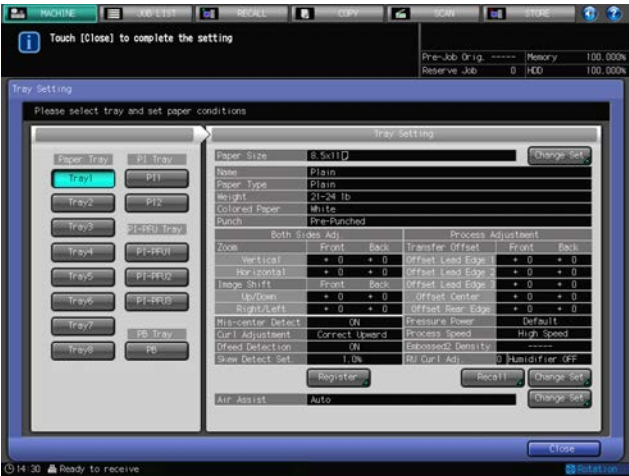 MACHINE JOB LIST RECALL COPY SCAN STORE
Touch [Close] to complete the
setting
Pre-Job Orig. ----- Memory 100.000%
Reserve Job 0 HDD 100.000%
Tray Setting
Please select tray and set paper conditions
Tray Setting
Paper Tray PI Tray
Tray1 PI1
Tray2 PI2
Tray3 PI-PFU Tray
Tray4 PI-PFU1
Tray5 PI-PFU2
Tray6 PI-PFU3
Tray7 PB Tray
Tray8 PB
Paper Size 8.5x11 Change Set
Name Plain
Paper Type Plain
Weight 21-24 lb
Colored Paper White
Punch Pre-Punched
Both Sides Adj. Process Adjustment
Zoom Front Back Transfer Offset Front Back
Vertical + 0 + 0 Offset Lead Edge 1 + 0 + 0
Horizontal + 0 + 0 Offset Lead Edge 2 + 0 + 0
Image Shift Front Back Offset Lead Edge 3 + 0 + 0
Up/Down + 0 + 0 Offset Center + 0 + 0
Right/Left + 0 + 0 Offset Rear Edge + 0 + 0
Mis-center Detect ON Pressure Power Default
Curl Adjustment Correct Upward Process Speed High Speed
Dfeed Detection ON Embossed2 Density -----
Skew Detect Set. 1.0% RU Curl Adj. 0 Humidifier OFF
Register Recall Change Set
Air Assist Auto Change Set
Close
14:30 Ready to receive Rotation